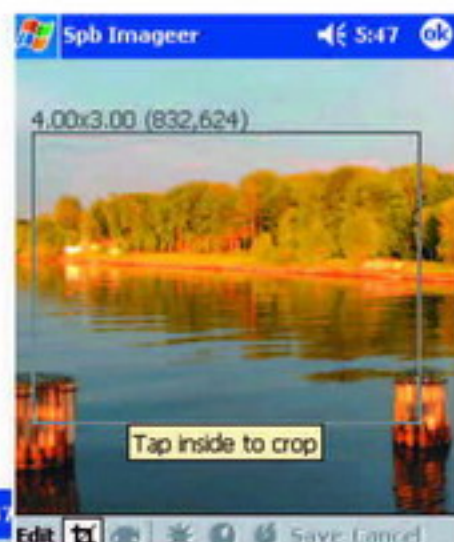 Spb Imageer 5:47 ok
4.00x3.00 (832,624)
Tap inside to crop
Edit Save Cancel